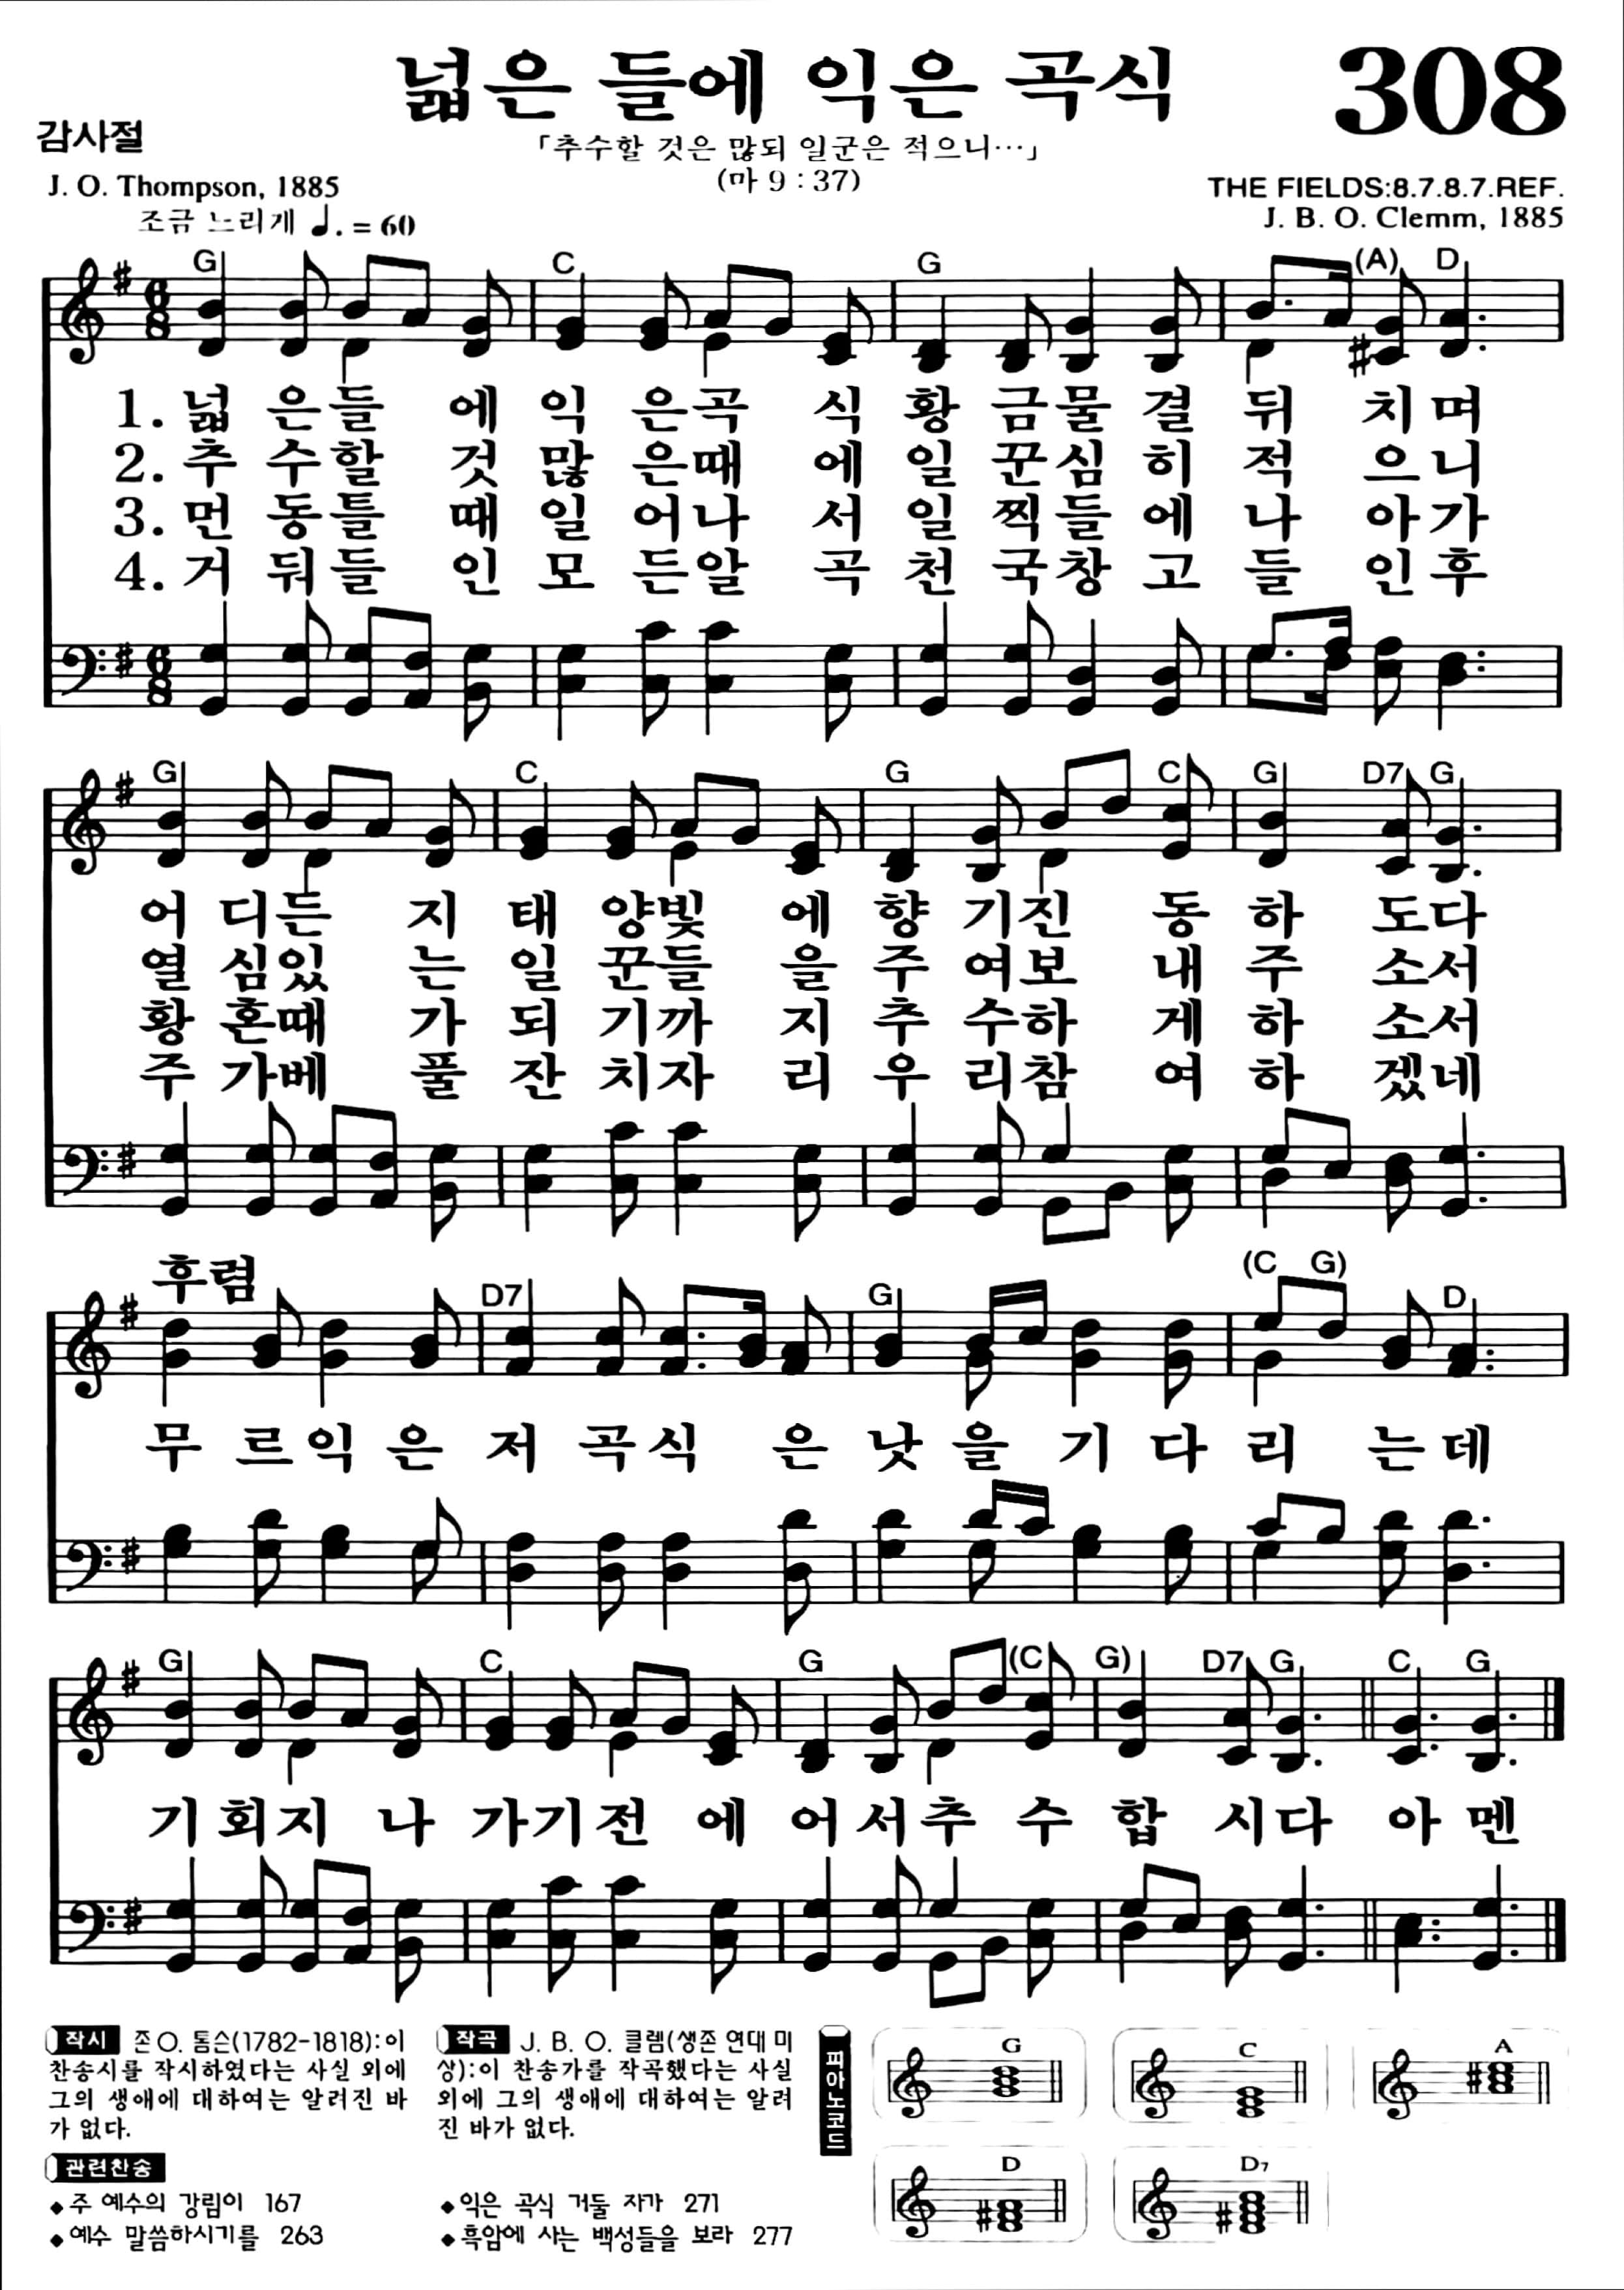 넓은 들에 익은 곡식 308
감사절
「추수할 것은 많되 일군은 적으니…」
(마 9 : 37)
J. O. Thompson, 1885
THE FIELDS:8.7.8.7.REF.
조금 느리게 ♩. = 60
J. B. O. Clemm, 1885
G C G (A) D
1. 넓 은들 에 익 은곡 식 황 금물 결 뒤 치며
2. 추 수할 것 많 은때 에 일 꾼심 히 적 으니
3. 먼 동틀 때 일 어나 서 일 찍들 에 나 아가
4. 거 둬들 인 모 든알 곡 천 국창 고 들 인후
G C G C G D7 G
어 디든 지 태 양빛 에 향 기진 동 하 도다
열 심있 는 일 꾼들 을 주 여보 내 주 소서
황 혼때 가 되 기까 지 추 수하 게 하 소서
주 가베 풀 잔 치자 리 우 리참 여 하 겠네
후렴
D7 G (C G) D
무 르익 은 저 곡식 은 낫 을 기 다 리 는데
G C G (C G) D7 G C G
기 회지 나 가기전 에 어서추 수 합 시다 아 멘
작시 존 O. 톰슨(1782-1818):이
찬송시를 작시하였다는 사실 외에
그의 생애에 대하여는 알려진 바
가 없다.
작곡 J. B. O. 클렘(생존 연대 미
상):이 찬송가를 작곡했다는 사실
외에 그의 생애에 대하여는 알려
진 바가 없다.
관련찬송
◆주 예수의 강림이 167
◆예수 말씀하시기를 263
◆익은 곡식 거둘 자가 271
◆흑암에 사는 백성들을 보라 277
피아노코드
G C A
D D7